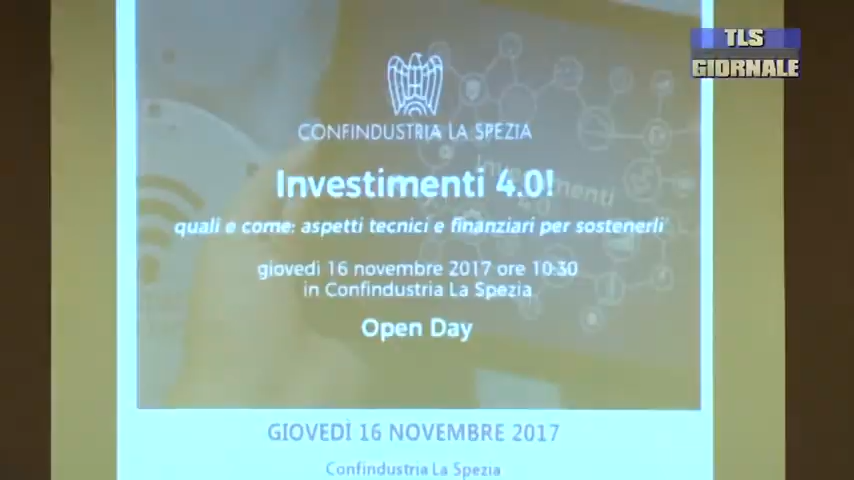 TLS
GIORNALE
CONFINDUSTRIA LA SPEZIA
Investimenti 4.0!
Investimenti
quali e come: aspetti tecnici e finanziari per sostenerli
giovedì 16 novembre 2017 ore 10:30
in Confindustria La Spezia
Open Day
GIOVEDÌ 16 NOVEMBRE 2017
Confindustria La Spezia